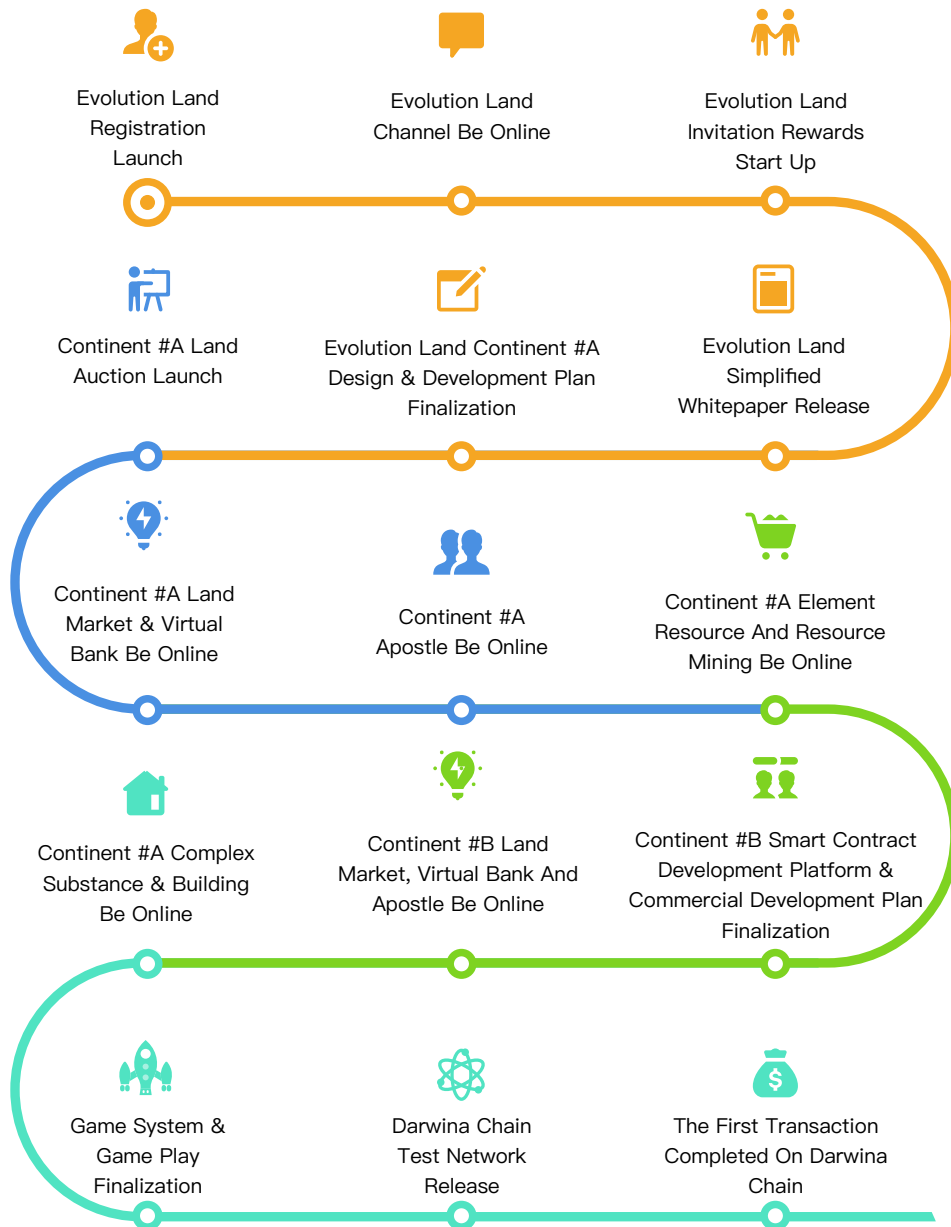 Evolution Land
Registration
Launch
Evolution Land
Channel Be Online
Evolution Land
Invitation Rewards
Start Up
Continent #A Land
Auction Launch
Evolution Land Continent #A
Design & Development Plan
Finalization
Evolution Land
Simplified
Whitepaper Release
Continent #A Land
Market & Virtual
Bank Be Online
Continent #A
Apostle Be Online
Continent #A Element
Resource And Resource
Mining Be Online
Continent #A Complex
Substance & Building
Be Online
Continent #B Land
Market, Virtual Bank And
Apostle Be Online
Continent #B Smart Contract
Development Platform &
Commercial Development Plan
Finalization
Game System &
Game Play
Finalization
Darwina Chain
Test Network
Release
$
The First Transaction
Completed On Darwina
Chain